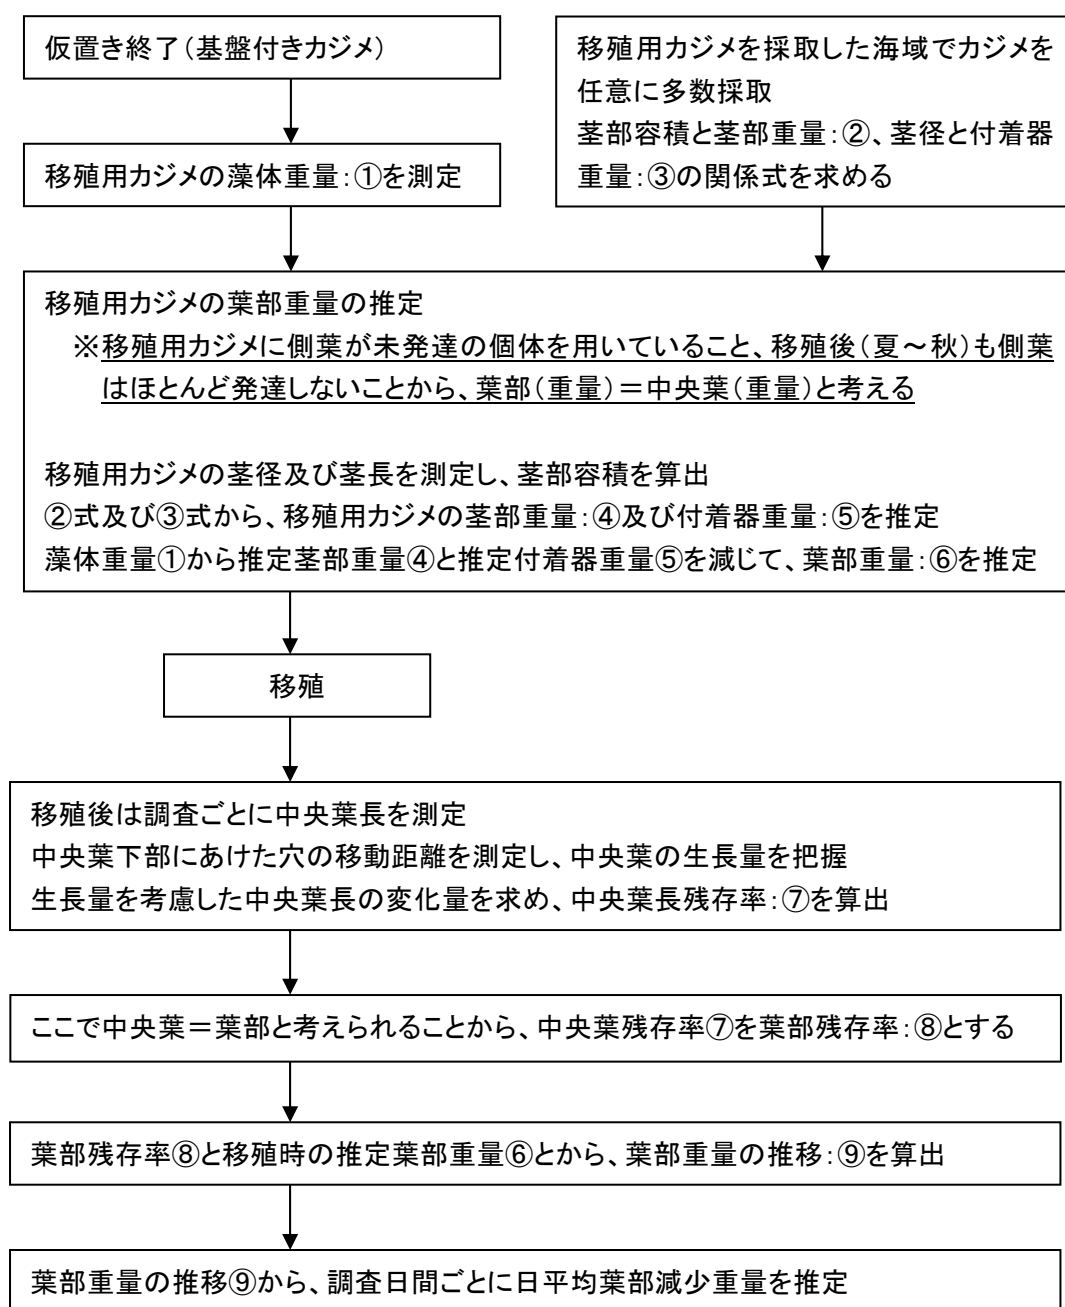 仮置き終了(基盤付きカジメ)
移植用カジメの藻体重量:①を測定
移植用カジメを採取した海域でカジメを
任意に多数採取
茎部容積と茎部重量:②、茎径と付着器
重量:③の関係式を求める
移植用カジメの葉部重量の推定
※移植用カジメに側葉が未発達の個体を用いていること、移植後(夏~秋)も側葉
はほとんど発達しないことから、葉部(重量)=中央葉(重量)と考える
移植用カジメの茎径及び茎長を測定し、茎部容積を算出
②式及び③式から、移植用カジメの茎部重量:④及び付着器重量:⑤を推定
藻体重量①から推定茎部重量④と推定付着器重量⑤を減じて、葉部重量:⑥を推定
移植
移植後は調査ごとに中央葉長を測定
中央葉下部にあけた穴の移動距離を測定し、中央葉の生長量を把握
生長量を考慮した中央葉長の変化量を求め、中央葉長残存率:⑦を算出
ここで中央葉=葉部と考えられることから、中央葉残存率⑦を葉部残存率:⑧とする
葉部残存率⑧と移植時の推定葉部重量⑥とから、葉部重量の推移:⑨を算出
葉部重量の推移⑨から、調査日間ごとに日平均葉部減少重量を推定